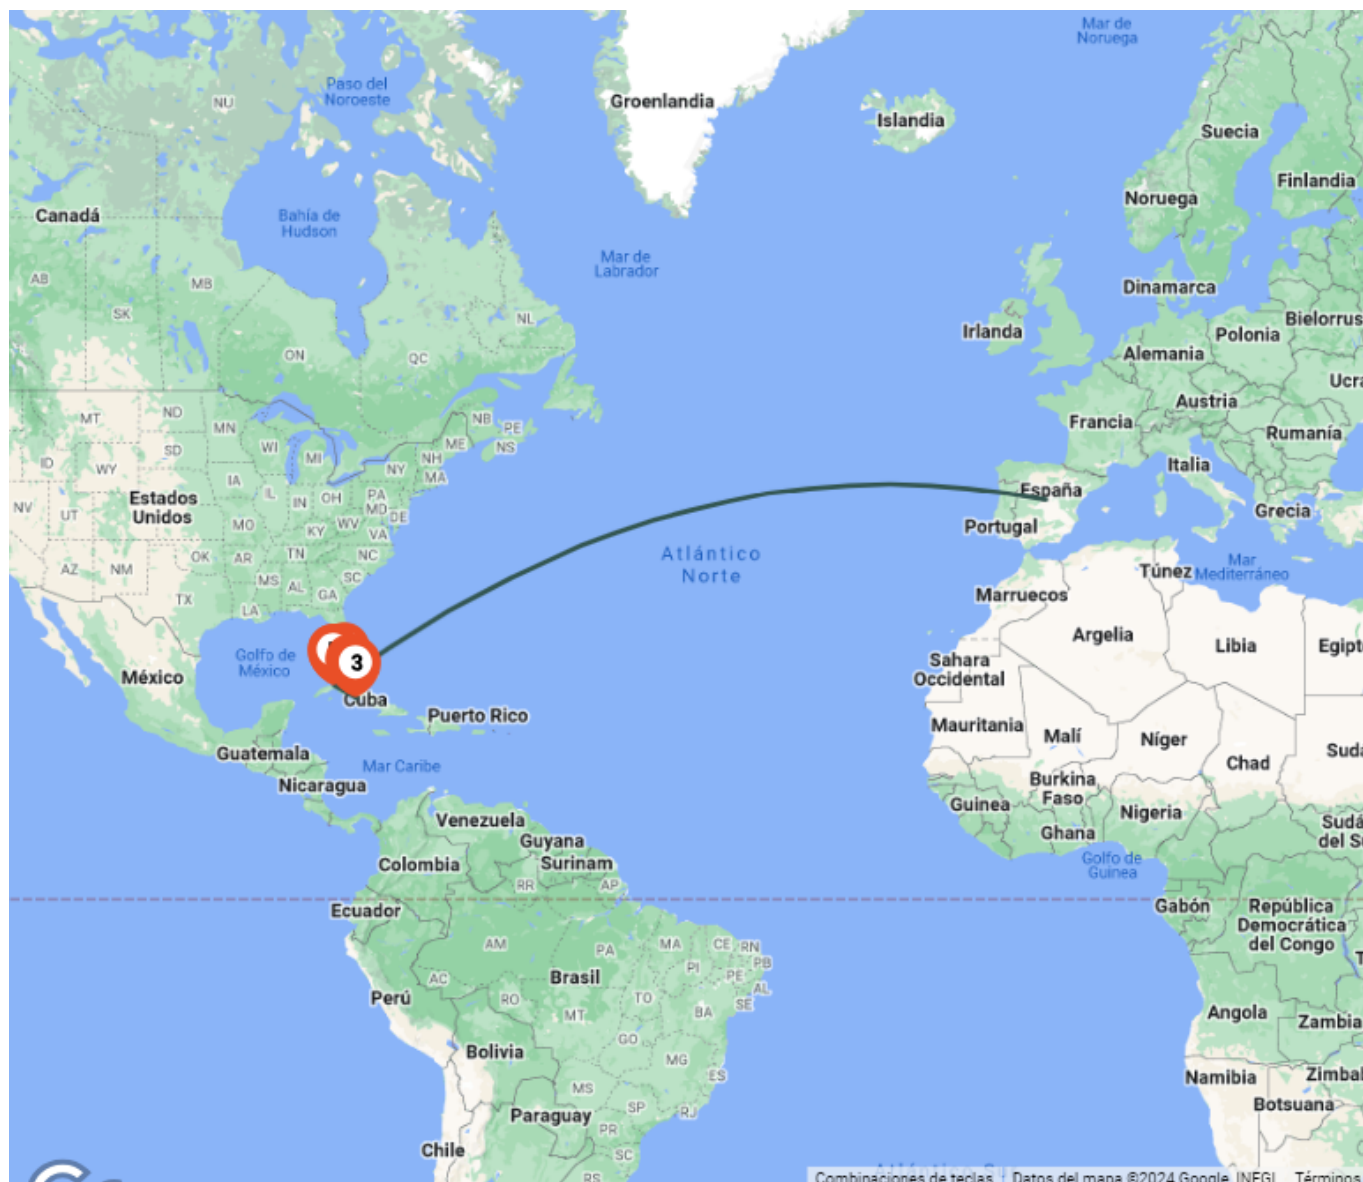 Mar de
Noruega
Paso del
Noroeste
NU
Groenlandia
Islandia
Suecia
Finlandia
Noruega
Canadá
Bahía de
Hudson
Mar de
Labrador
AB
MB
SK
NL
Dinamarca
Irlanda
Bielorrus
Polonia
Alemania
ON
QC
Ucra
Austria
MT
ND
MN
NB
PE
Francia
Rumanía
SD
WI
MI
ME
NS
ID
WY
NY
NH
MA
Italia
IA
IL
IN
OH
PA
España
NV
UT
Estados
Unidos
MD
DE
Grecia
MO
KY
WV
VA
Portugal
OK
AR
TN
NC
Atlántico
Norte
Mar
Mediterráneo
Túnez
AZ
NM
MS
AL
SC
GA
TX
LA
Marruecos
Argelia
Libia
Egipt
Golfo de
México
3
México
Sahara
Occidental
Cuba
Puerto Rico
Mauritania
Malí
Níger
Chad
Suda
Guatemala
Mar Caribe
Nicaragua
Burkina
Faso
Guinea
Nigeria
Venezuela
Ghana
Sudá
del S
Guyana
Surinam
Colombia
Golfo de
Guinea
RR
AP
Ecuador
Gabón
República
Democrática
del Congo
AM
PA
MA
CE
RN
PB
PI
PE
AL
Brasil
AC
Perú
RO
TO
SE
BA
MT
Angola
Zambia
GO
Bolivia
MG
ES
Namibia
Zimbal
MS
Botsuana
Paraguay
SP
RJ
PR
Chile
SC
RS
Atlántico Sur
Combinaciones de teclas
Datos del mapa ©2024 Google, INEGI
Términos